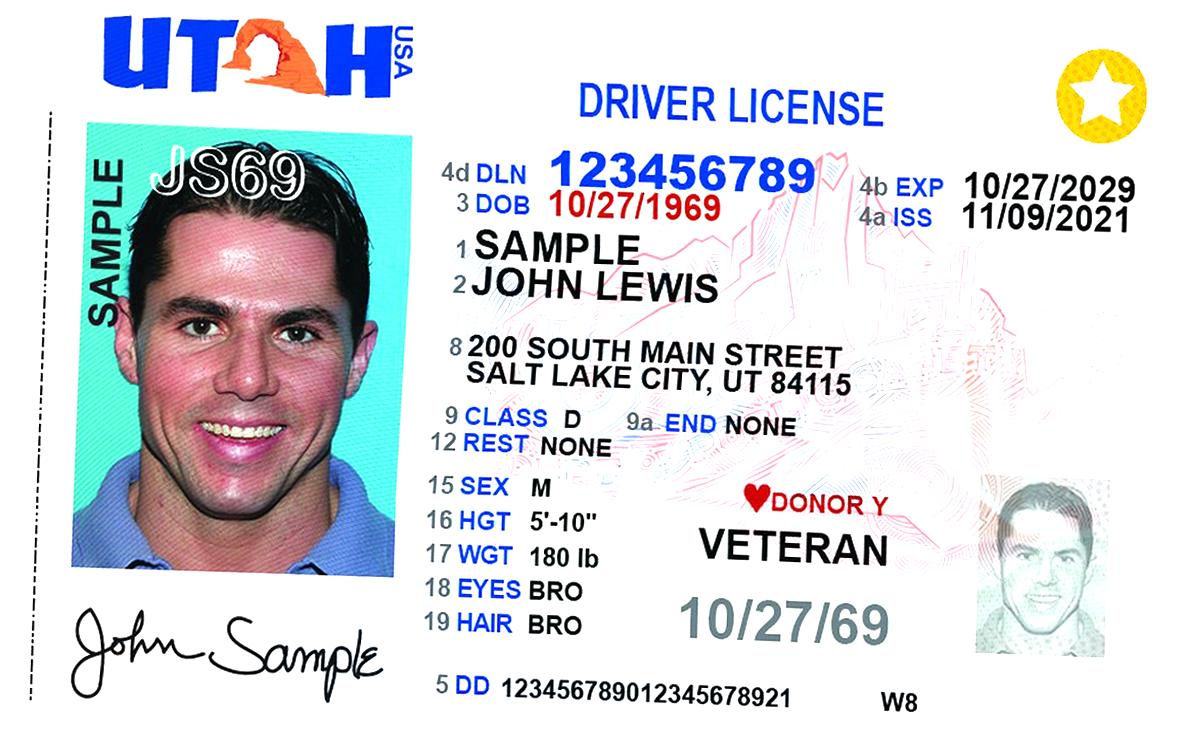 UTAH USA
DRIVER LICENSE
SAMPLE
JS69
4d DLN 123456789
3 DOB 10/27/1969
4b EXP 10/27/2029
4a ISS 11/09/2021
1 SAMPLE
2 JOHN LEWIS
8 200 SOUTH MAIN STREET
SALT LAKE CITY, UT 84115
9 CLASS D 9a END NONE
12 REST NONE
15 SEX M
16 HGT 5'-10"
17 WGT 180 lb
18 EYES BRO
19 HAIR BRO
DONOR Y
VETERAN
10/27/69
John Sample
5 DD 123456789012345678921
W8